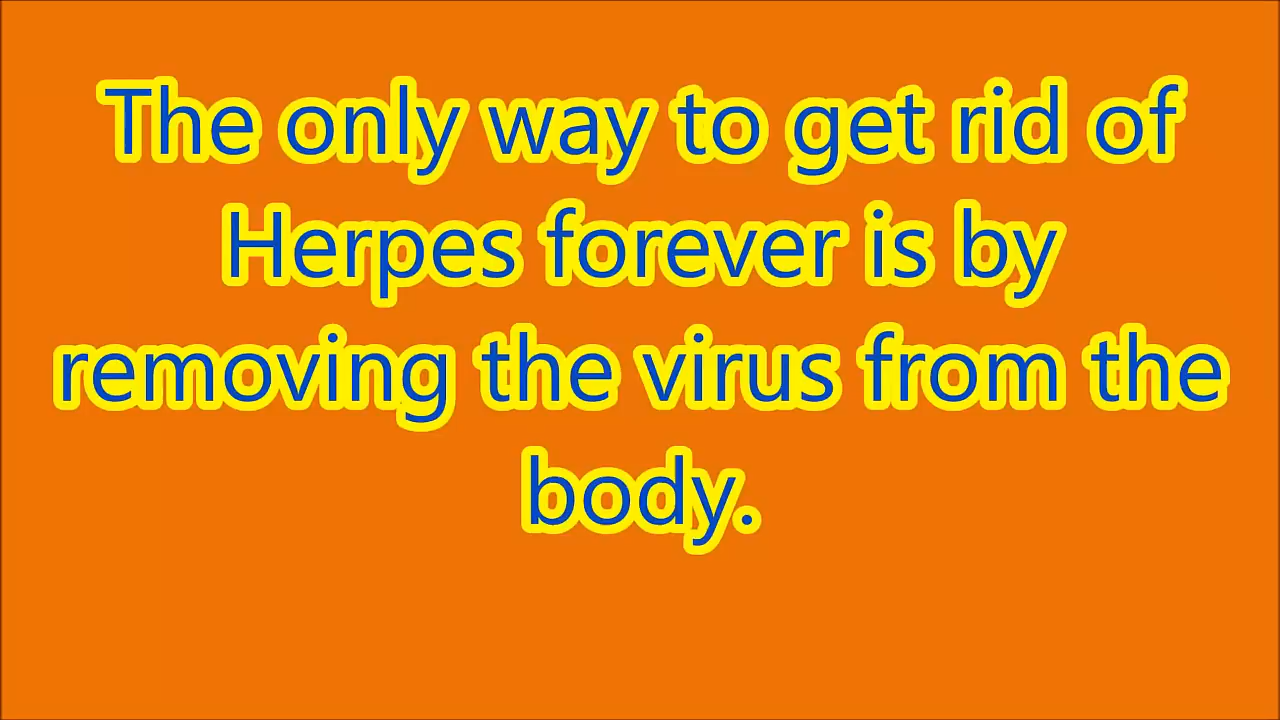 The only way to get rid of
Herpes forever is by
removing the virus from the
body.